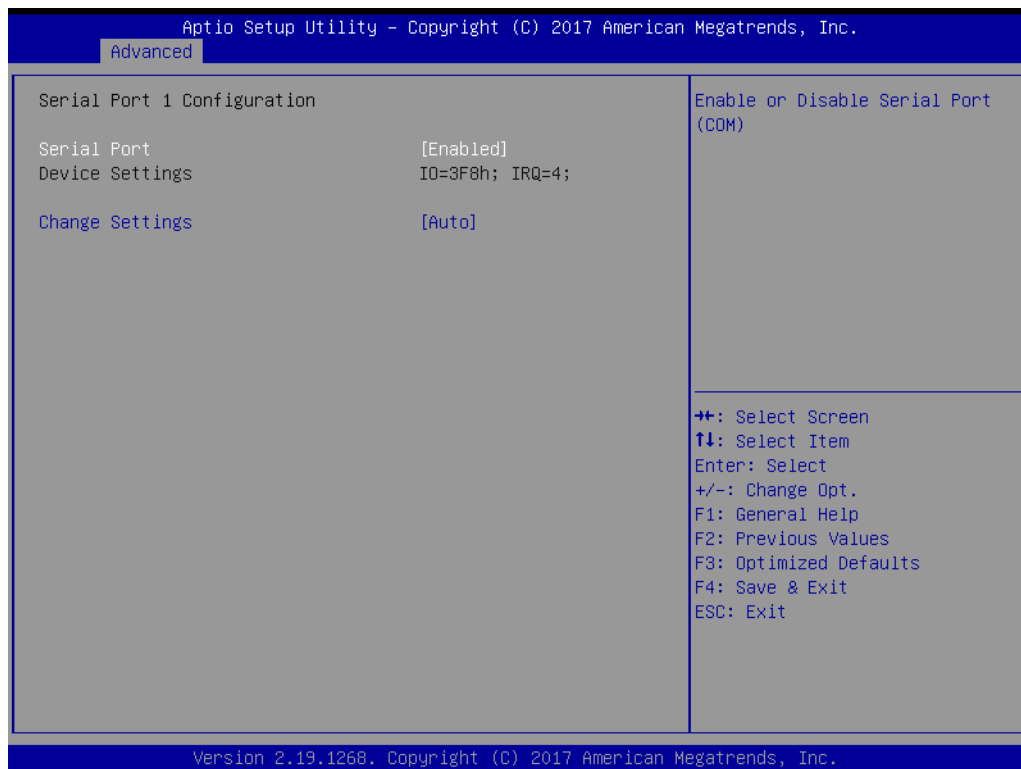 Aptio Setup Utility – Copyright (C) 2017 American Megatrends, Inc.
Advanced
Serial Port 1 Configuration
Serial Port [Enabled]
Device Settings IO=3F8h; IRQ=4;
Change Settings [Auto]
Enable or Disable Serial Port
(COM)
→←: Select Screen
↑↓: Select Item
Enter: Select
+/-: Change Opt.
F1: General Help
F2: Previous Values
F3: Optimized Defaults
F4: Save & Exit
ESC: Exit
Version 2.19.1268. Copyright (C) 2017 American Megatrends, Inc.